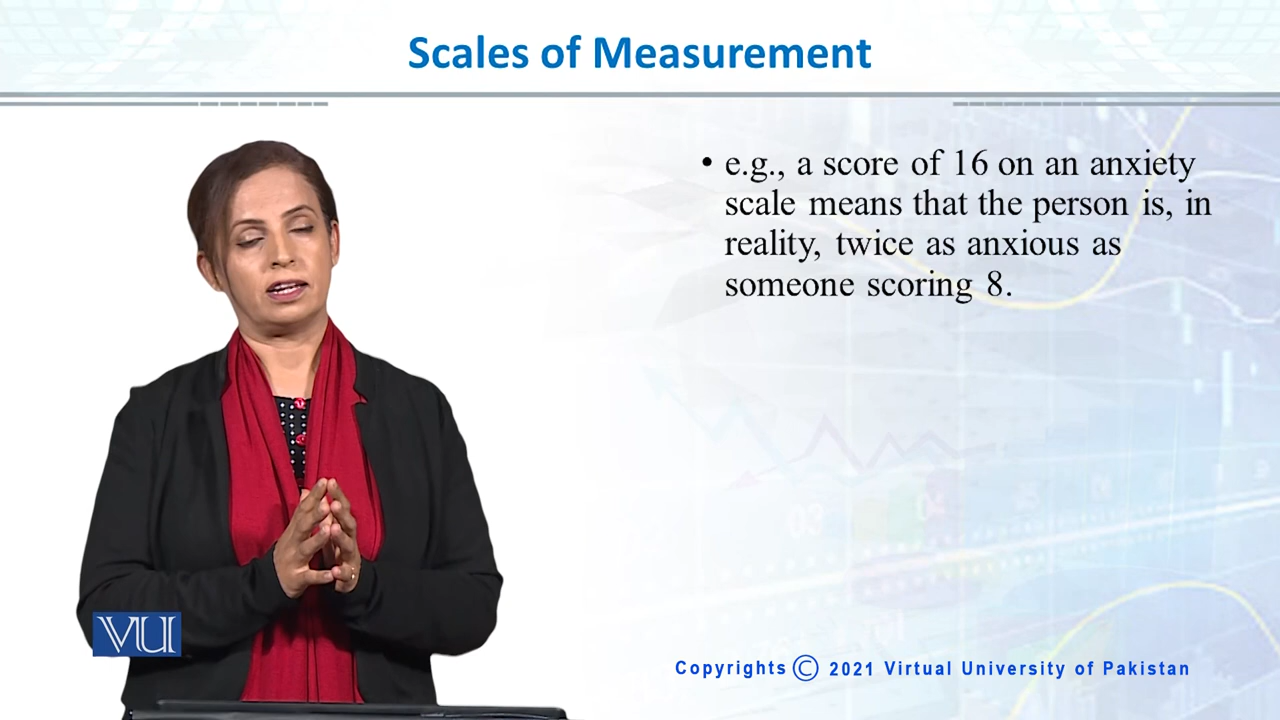 Scales of Measurement
• e.g., a score of 16 on an anxiety
scale means that the person is, in
reality, twice as anxious as
someone scoring 8.
VU
Copyrights © 2021 Virtual University of Pakistan